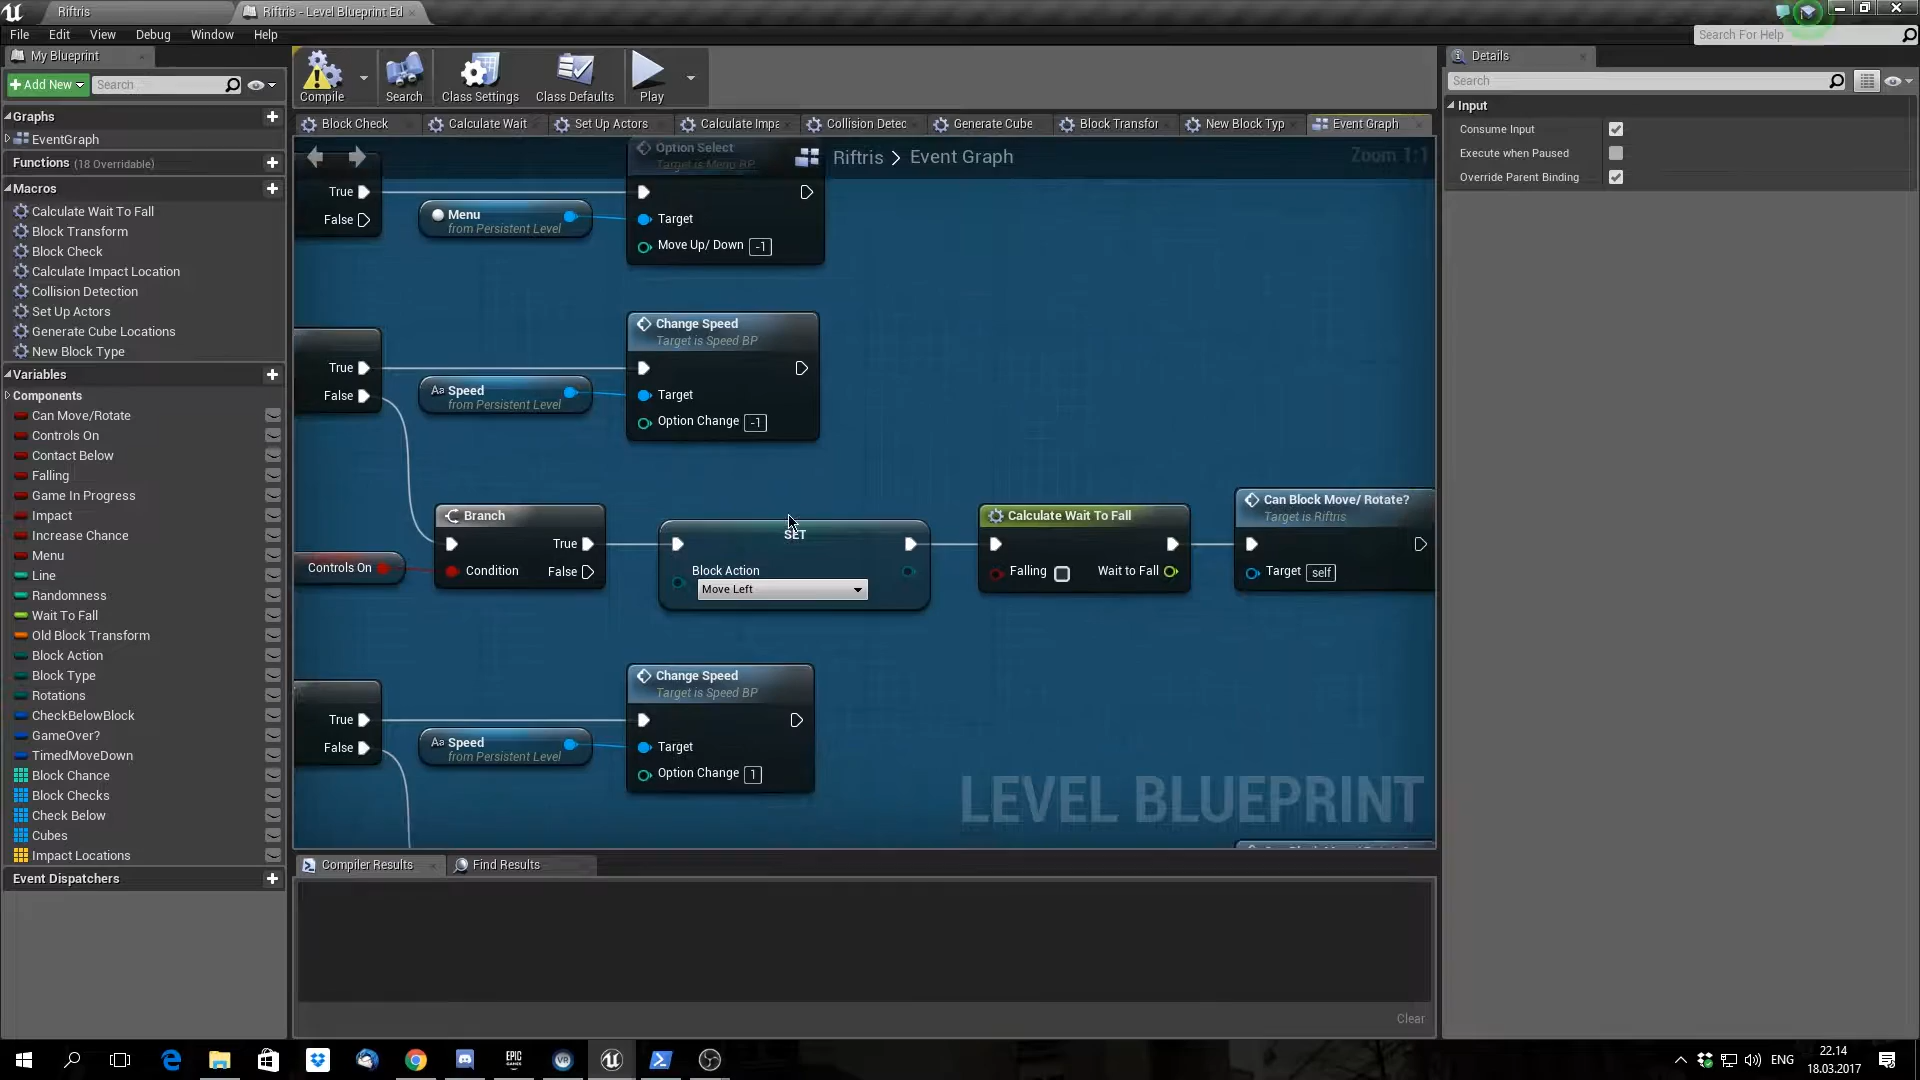 Riftris
Riftris - Level Blueprint Ed
File Edit View Window Help
Search For Help
My Blueprint
Add New
Search
Compile
Search
Class Settings
Class Defaults
Play
Details
Search
Input
Consume Input
Execute when Paused
Override Parent Binding
Block Check
Calculate Wait
Set Up Actors
Calculate Impa
Collision Detec
Generate Cube
Block Transfor
New Block Typ
Event Graph
Riftris > Event Graph
Zoom 1:1
Graphs
EventGraph
Functions (18 Overridable)
Macros
Calculate Wait To Fall
Block Transform
Block Check
Calculate Impact Location
Collision Detection
Set Up Actors
Generate Cube Locations
New Block Type
Variables
Components
Can Move/Rotate
Controls On
Contact Below
Falling
Game In Progress
Impact
Increase Chance
Menu
Line
Randomness
Wait To Fall
Old Block Transform
Block Action
Block Type
Rotations
CheckBelowBlock
GameOver?
TimedMoveDown
Block Chance
Block Checks
Check Below
Cubes
Impact Locations
Event Dispatchers
True
False
Menu
from Persistent Level
Option Select
Target is Menu BP
Target
Move Up/ Down -1
True
False
Aa Speed
from Persistent Level
Change Speed
Target is Speed BP
Target
Option Change -1
Controls On
Branch
True
Condition False
SET
Block Action
Move Left
Calculate Wait To Fall
Falling Wait to Fall
Can Block Move/ Rotate?
Target is Riftris
Target self
True
False
Aa Speed
from Persistent Level
Change Speed
Target is Speed BP
Target
Option Change 1
LEVEL BLUEPRINT
Compiler Results
Find Results
Clear
EPIC
GAMES
VR
ENG
22.14
18.03.2017